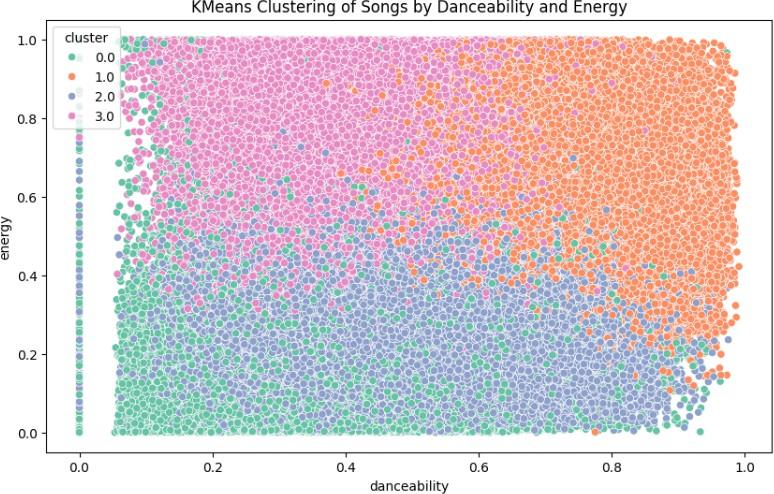 KMeans Clustering of Songs by Danceability and Energy
cluster
0.0
1.0
2.0
3.0
1.0
0.8
0.6
0.4
0.2
0.0
energy
0.0 0.2 0.4 0.6 0.8 1.0
danceability